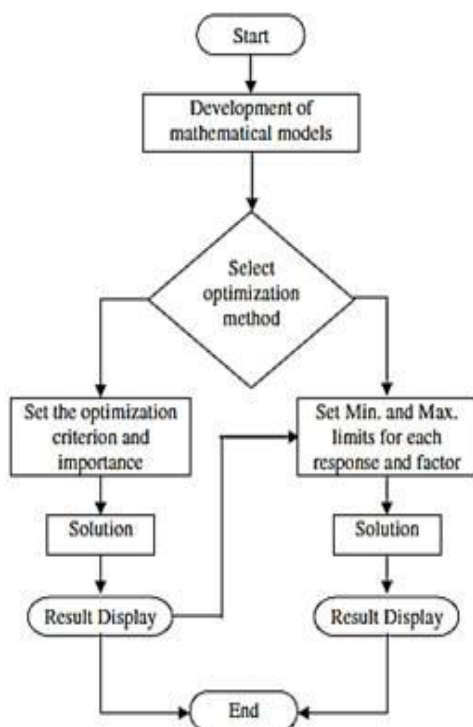 Start
Development of
mathematical models
Select
optimization
method
Set the optimization
criterion and
importance
Set Min. and Max.
limits for each
response and factor
Solution
Solution
Result Display
Result Display
End